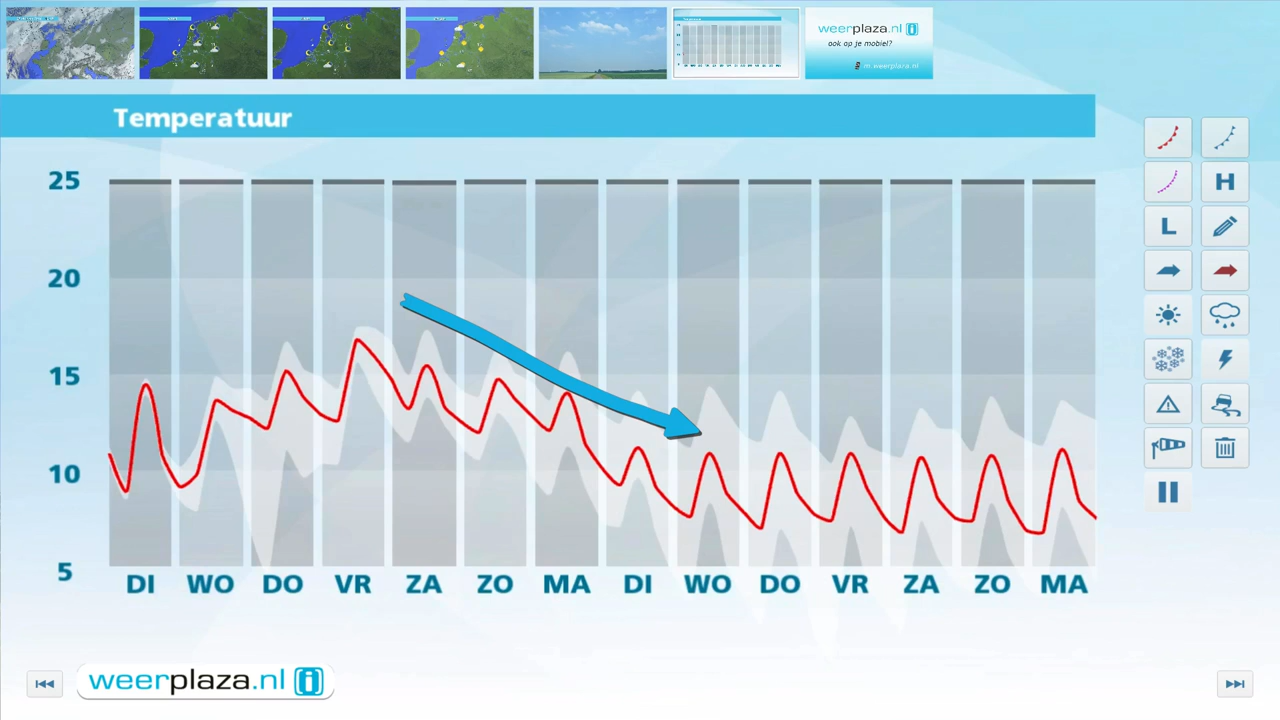 weerplaza.nl i
ook op je mobiel?
m.weerplaza.nl
Temperatuur
25
20
15
10
5
DI WO DO VR ZA ZO MA DI WO DO VR ZA ZO MA
H
L
weerplaza.nl i